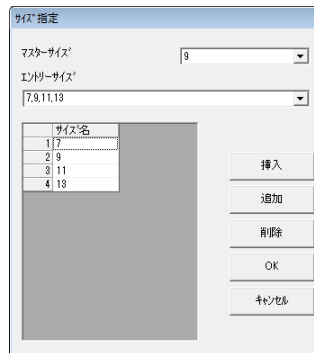 ｻｲｽﾞ指定
マスターサイズ
9
エントリーサイズ
7,9,11,13
サイズ名
1 7
2 9
3 11
4 13
挿入
追加
削除
OK
キャンセル